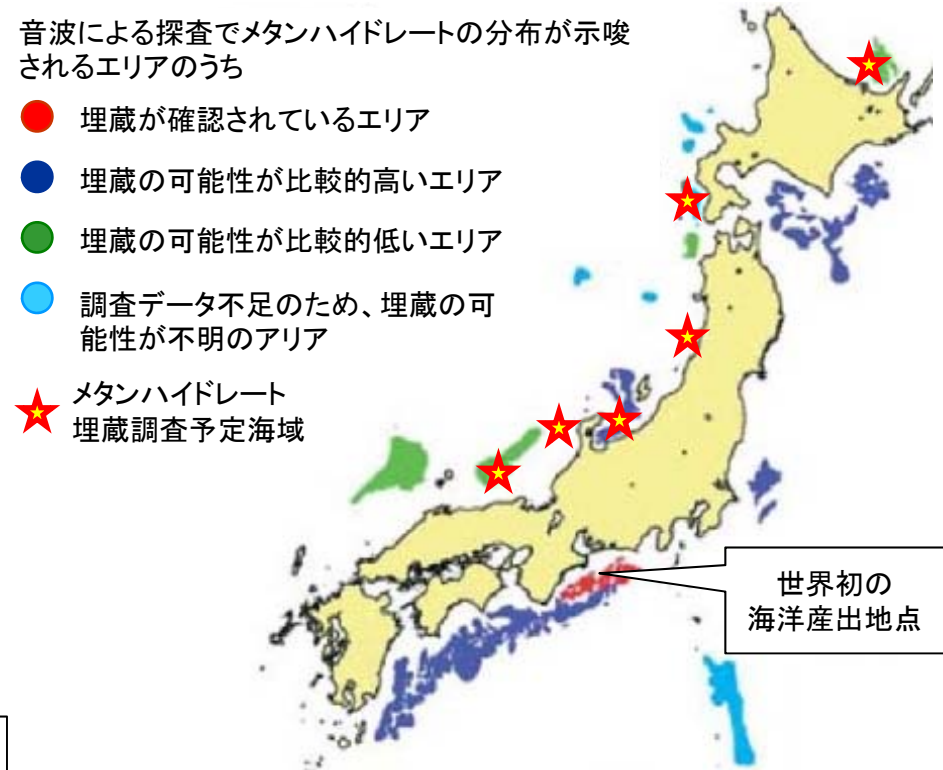 音波による探査でメタンハイドレートの分布が示唆
されるエリアのうち
埋蔵が確認されているエリア
埋蔵の可能性が比較的高いエリア
埋蔵の可能性が比較的低いエリア
調査データ不足のため、埋蔵の可
能性が不明のアリア
メタンハイドレート
埋蔵調査予定海域
世界初の
海洋産出地点